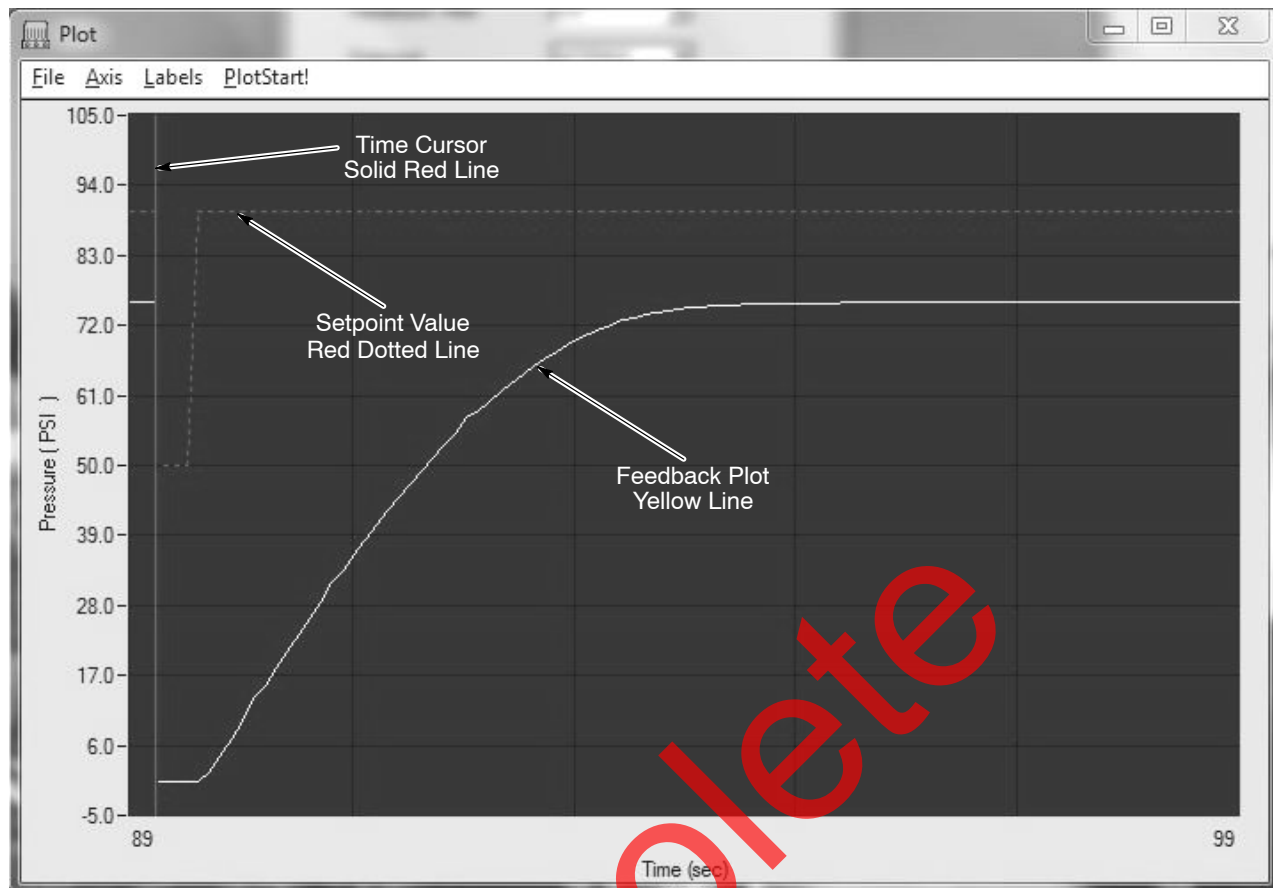 Plot
File Axis Labels PlotStart!
105.0
94.0
83.0
72.0
61.0
50.0
39.0
28.0
17.0
6.0
-5.0
Pressure ( PSI )
Time Cursor
Solid Red Line
Setpoint Value
Red Dotted Line
Feedback Plot
Yellow Line
89
99
Time (sec)
olete